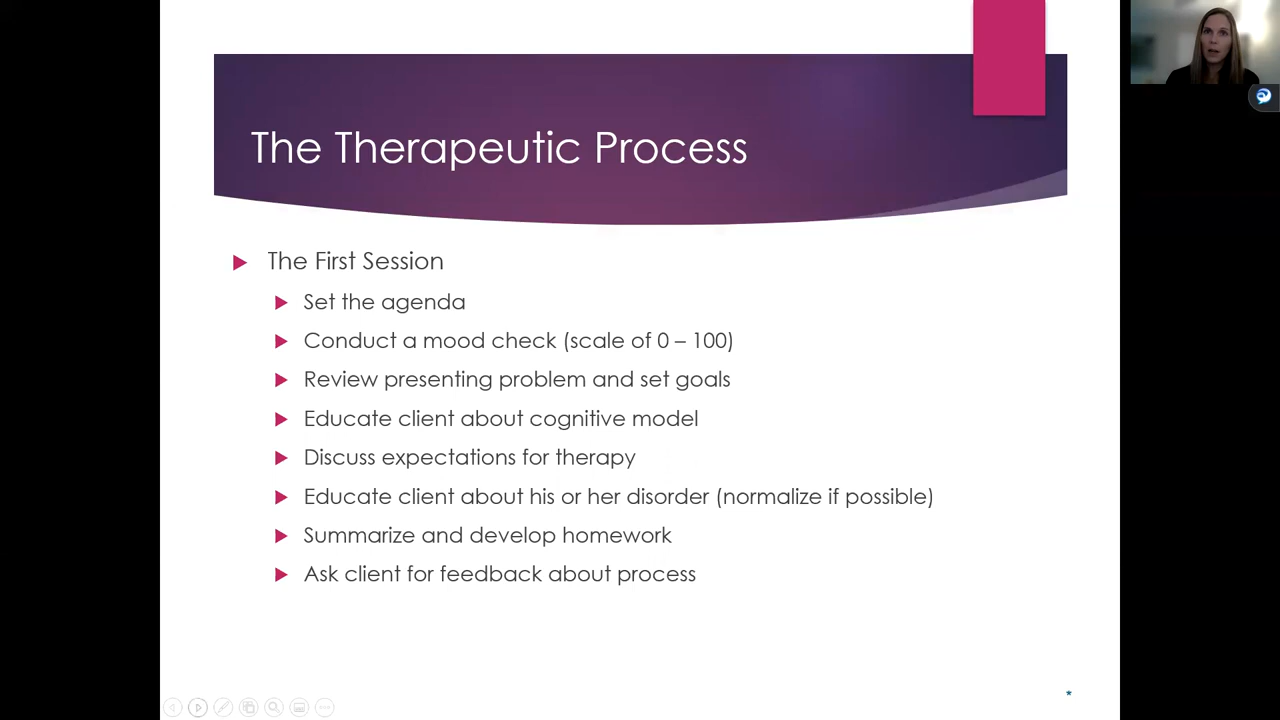 The Therapeutic Process
The First Session
Set the agenda
Conduct a mood check (scale of 0 – 100)
Review presenting problem and set goals
Educate client about cognitive model
Discuss expectations for therapy
Educate client about his or her disorder (normalize if possible)
Summarize and develop homework
Ask client for feedback about process
*